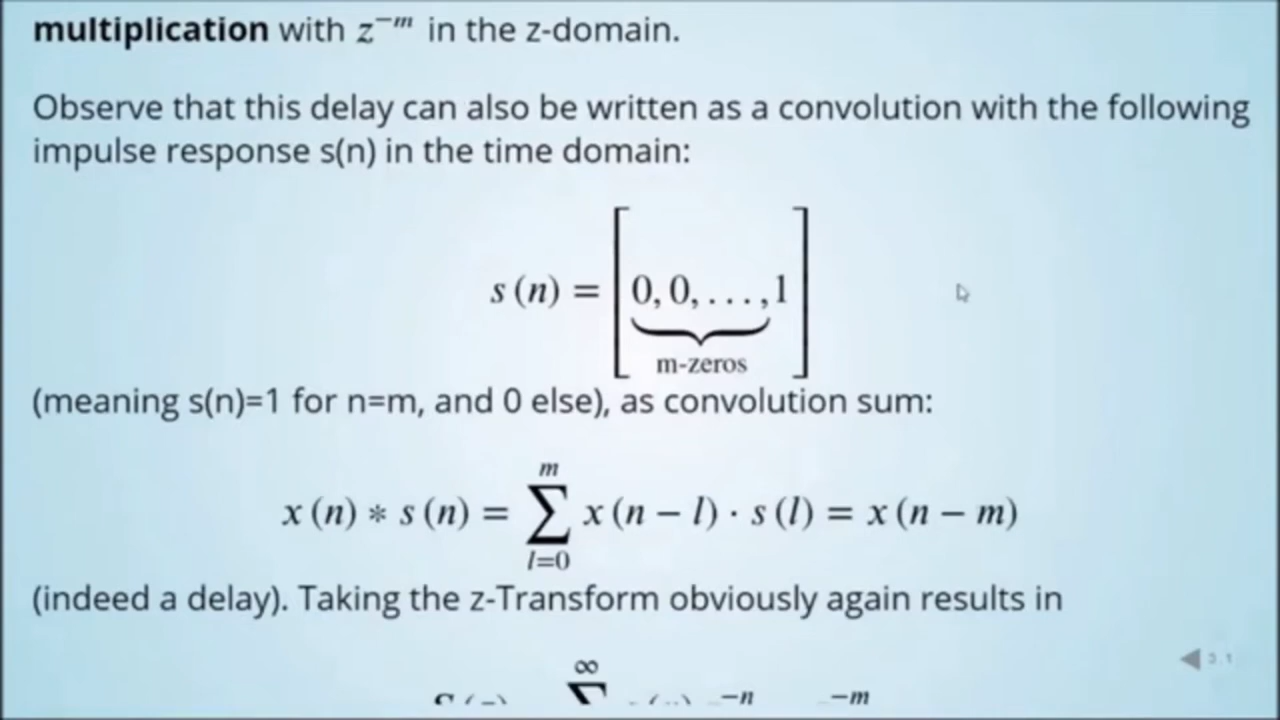 multiplication with z^{-m} in the z-domain.
Observe that this delay can also be written as a convolution with the following
impulse response s(n) in the time domain:
s (n) = [0, 0, . . . , 1]
m-zeros
(meaning s(n)=1 for n=m, and 0 else), as convolution sum:
x (n) * s (n) = \sum_{l=0}^{m} x (n − l) · s (l) = x (n − m)
(indeed a delay). Taking the z-Transform obviously again results in